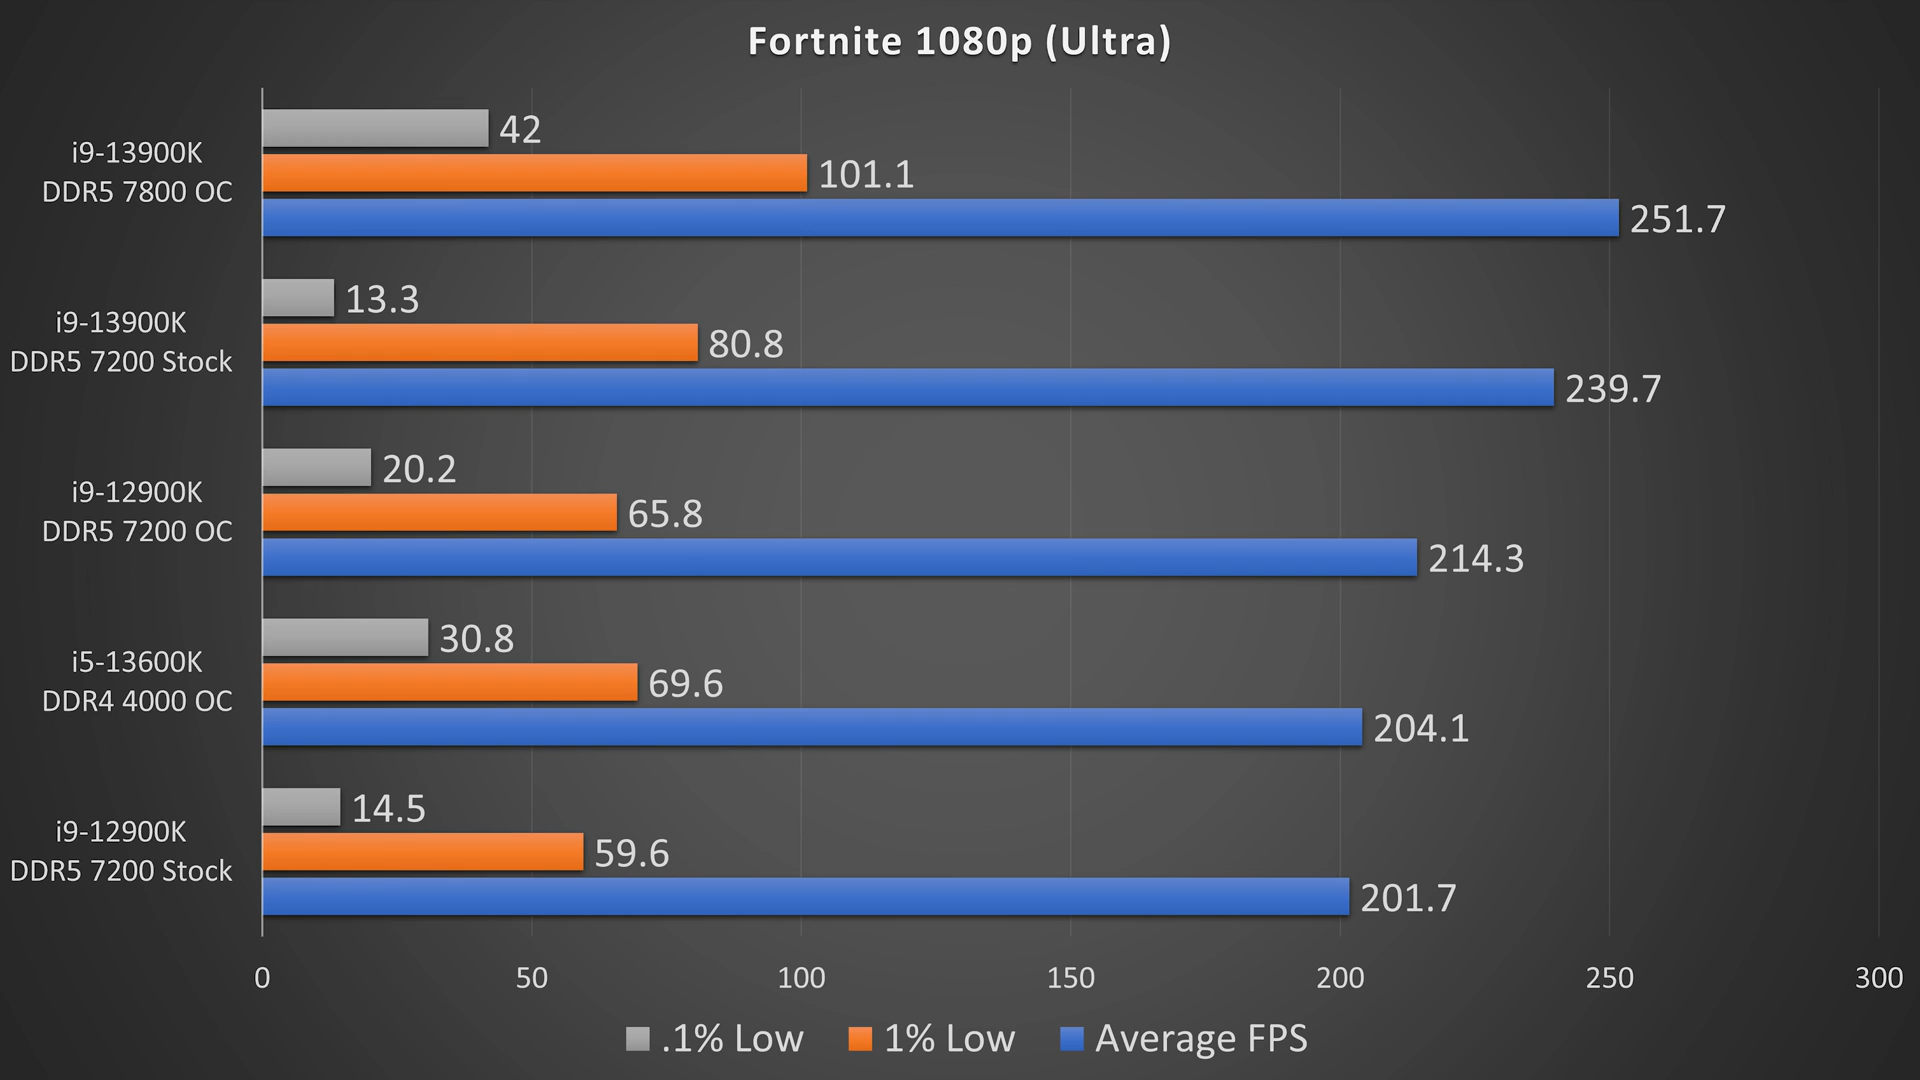 Fortnite 1080p (Ultra)
i9-13900K
DDR5 7800 OC
42
101.1
251.7
i9-13900K
DDR5 7200 Stock
13.3
80.8
239.7
i9-12900K
DDR5 7200 OC
20.2
65.8
214.3
i5-13600K
DDR4 4000 OC
30.8
69.6
204.1
i9-12900K
DDR5 7200 Stock
14.5
59.6
201.7
0 50 100 150 200 250 300
.1% Low 1% Low Average FPS